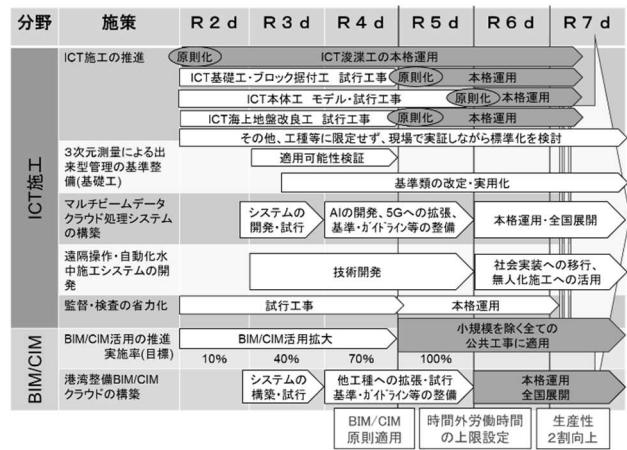 分野 施策 R2d R3d R4d R5d R6d R7d
ICT施工
ICT施工の推進
原則化 ICT浚渫工の本格運用
ICT基礎工・ブロック据付工 試行工事 原則化 本格運用
ICT本体工 モデル・試行工事 原則化 本格運用
ICT海上地盤改良工 試行工事 原則化 本格運用
その他、工種等に限定せず、現場で実証しながら標準化を検討
3次元測量による出
来型管理の基準整
備(基礎工)
適用可能性検証
基準類の改定・実用化
マルチビームデータ
クラウド処理システム
の構築
システムの
開発・試行
AIの開発、5Gへの拡張、
基準・ガイドライン等の整備
本格運用・全国展開
遠隔操作・自動化水
中施工システムの開
発
技術開発
社会実装への移行、
無人化施工への活用
監督・検査の省力化
試行工事 本格運用
BIM/CIM
BIM/CIM活用の推進
実施率(目標)
BIM/CIM活用拡大
小規模を除く全ての
公共工事に適用
10% 40% 70% 100%
港湾整備BIM/CIM
クラウドの構築
システムの
構築・試行
他工種への拡張・試行
基準・ガイドライン等の整備
本格運用
全国展開
BIM/CIM
原則適用
時間外労働時間
の上限設定
生産性
2割向上